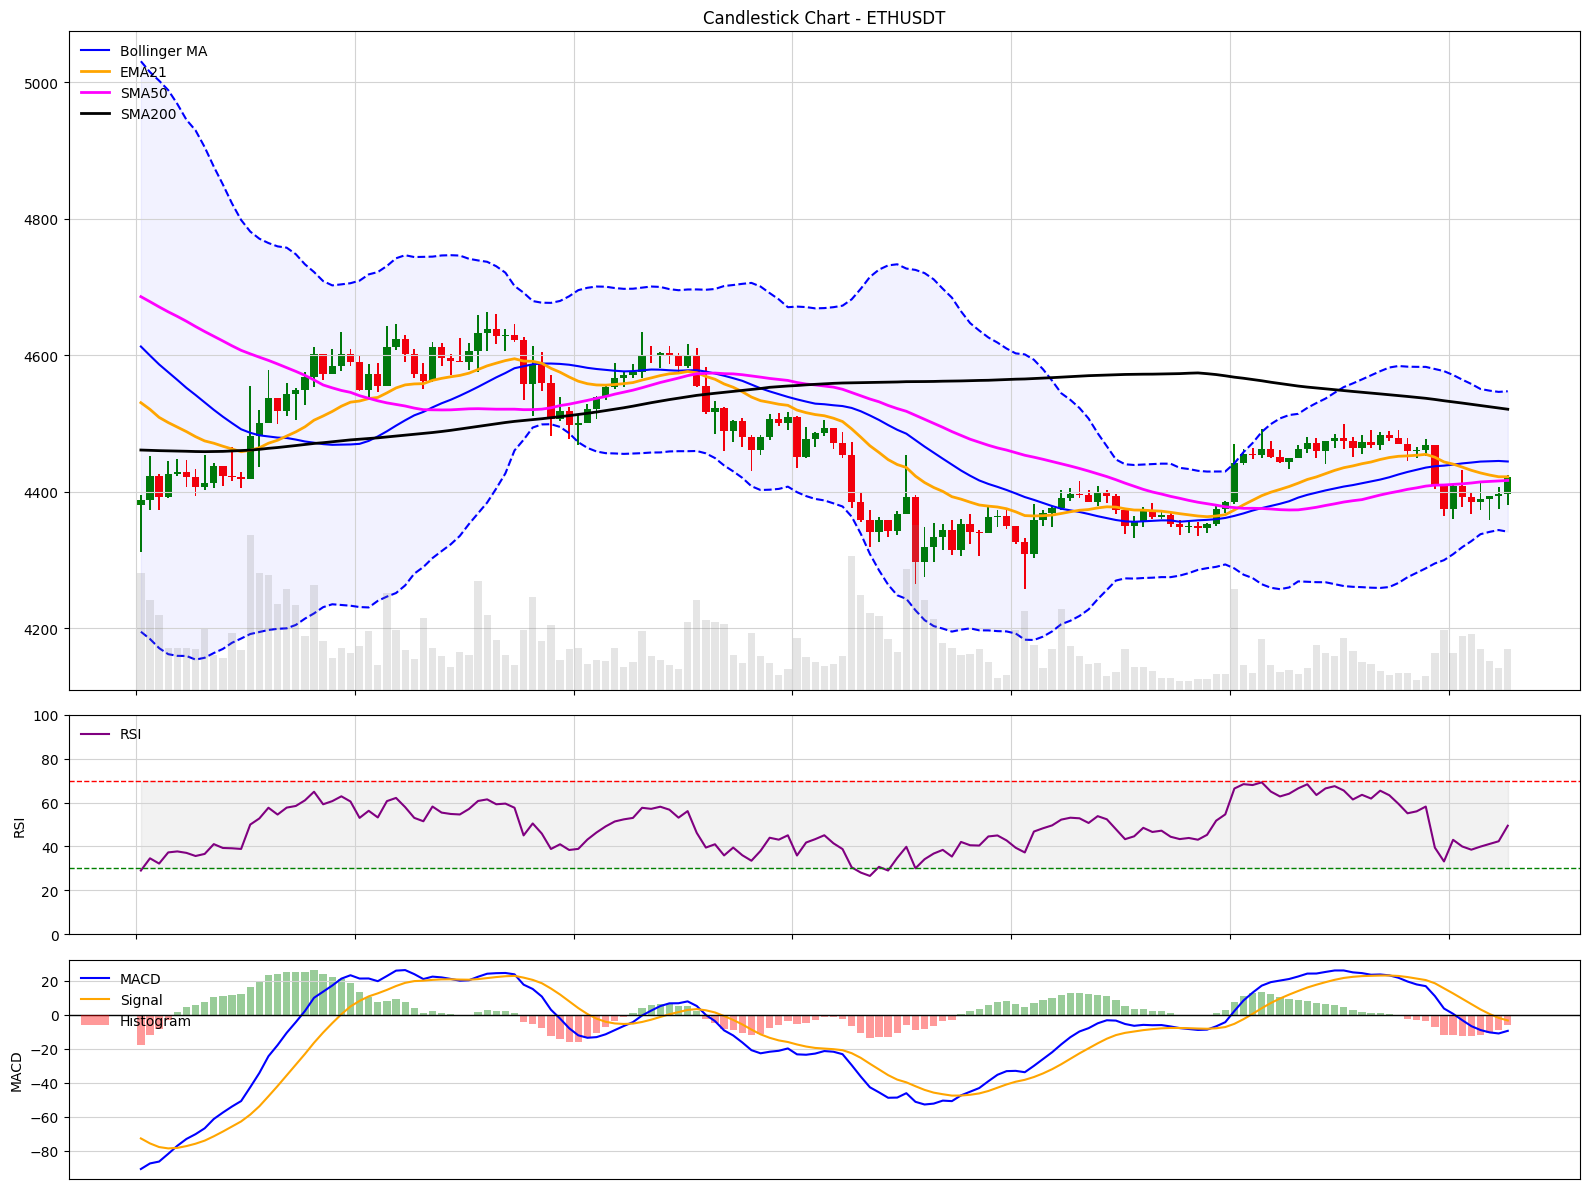 Candlestick Chart - ETHUSDT
Bollinger MA
EMA21
SMA50
SMA200
5000
4800
4600
4400
4200
RSI
100
80
60
40
20
0
RSI
MACD
Signal
Histogram
20
0
−20
−40
−60
−80
MACD